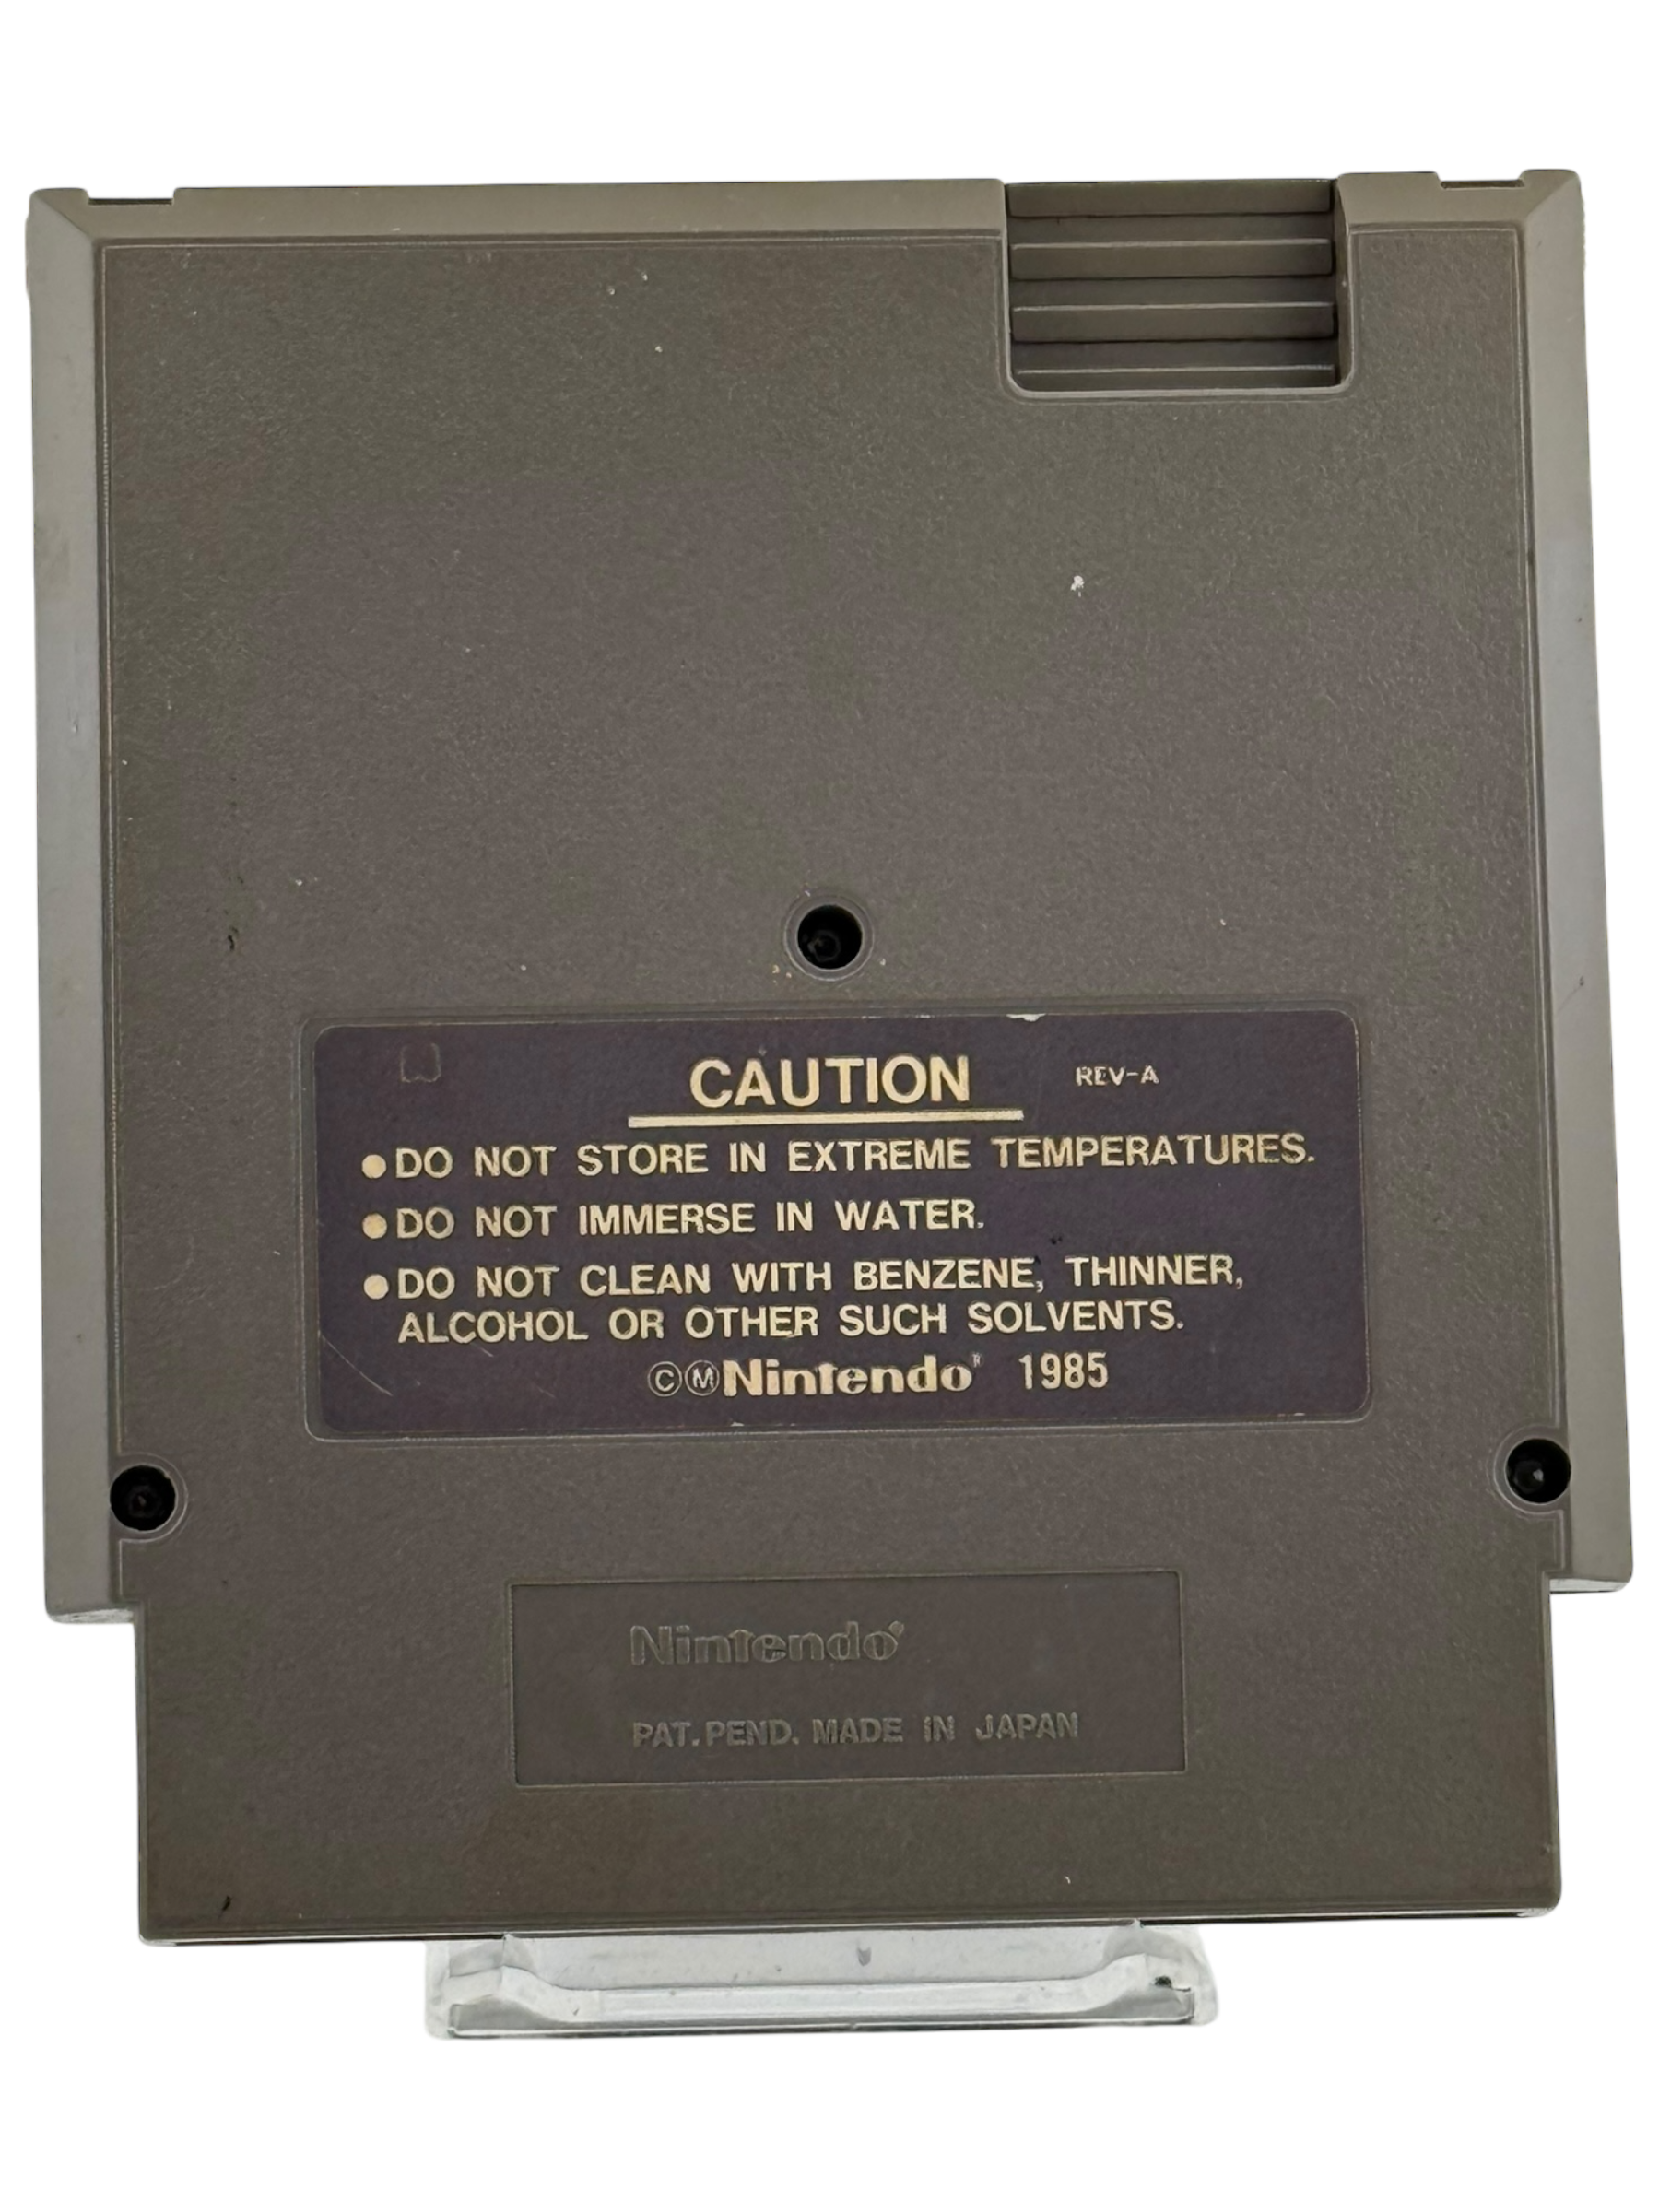 CAUTION REV-A
●DO NOT STORE IN EXTREME TEMPERATURES.
●DO NOT IMMERSE IN WATER.
●DO NOT CLEAN WITH BENZENE, THINNER,
ALCOHOL OR OTHER SUCH SOLVENTS.
©ⓂNintendo® 1985
Nintendo®
PAT. PEND. MADE IN JAPAN